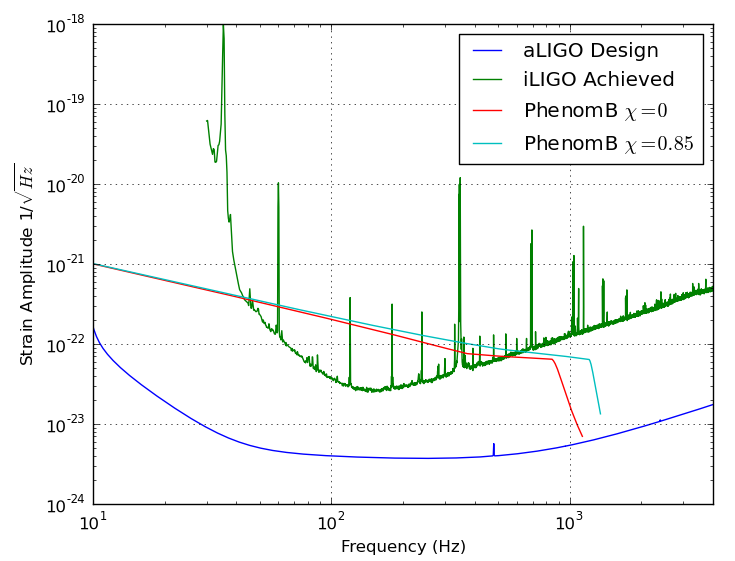 10^-18
10^-19
10^-20
10^-21
10^-22
10^-23
10^-24
Strain Amplitude 1/√Hz
aLIGO Design
iLIGO Achieved
PhenomB χ=0
PhenomB χ=0.85
10^1
10^2
10^3
Frequency (Hz)